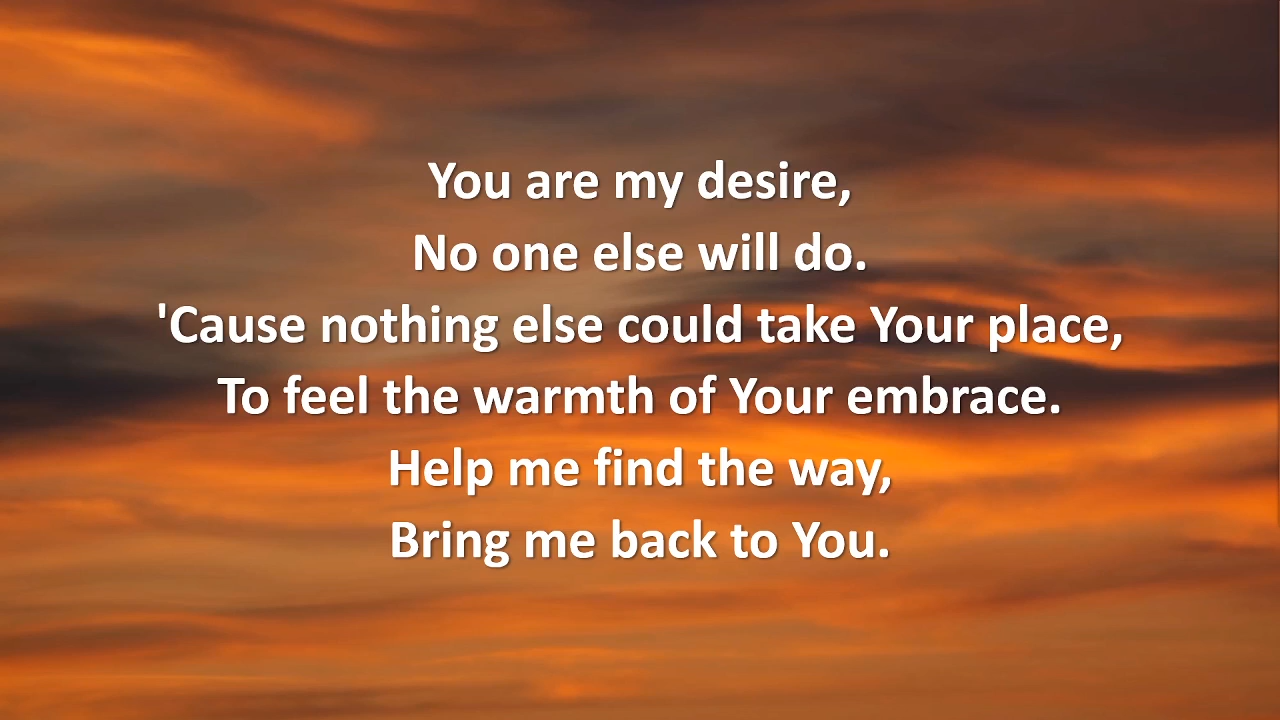 You are my desire,
No one else will do.
'Cause nothing else could take Your place,
To feel the warmth of Your embrace.
Help me find the way,
Bring me back to You.